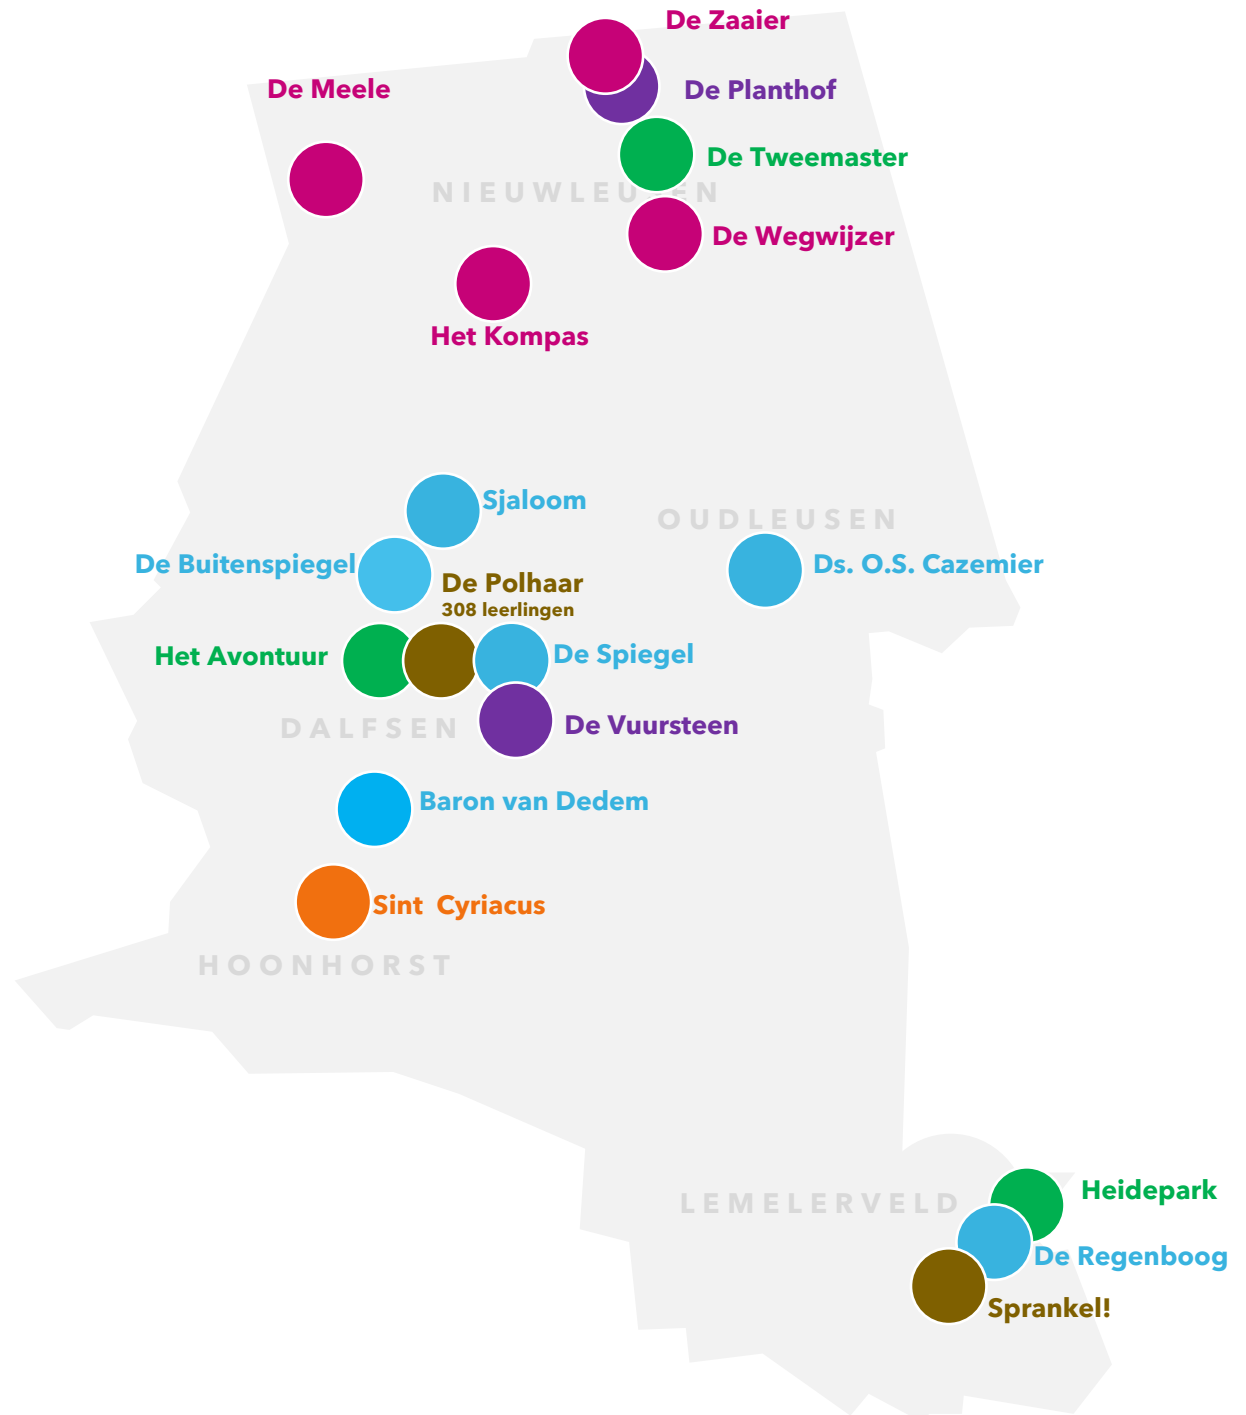 De Zaaier
De Meele
De Planthof
De Tweemaster
NIEUWLEUSEN
De Wegwijzer
Het Kompas
Sjaloom
OUDLEUSEN
De Buitenspiegel
Ds. O.S. Cazemier
De Polhaar
308 leerlingen
Het Avontuur
De Spiegel
DALFSEN
De Vuursteen
Baron van Dedem
Sint  Cyriacus
HOONHORST
Heidepark
LEMELERVELD
De Regenboog
Sprankel!